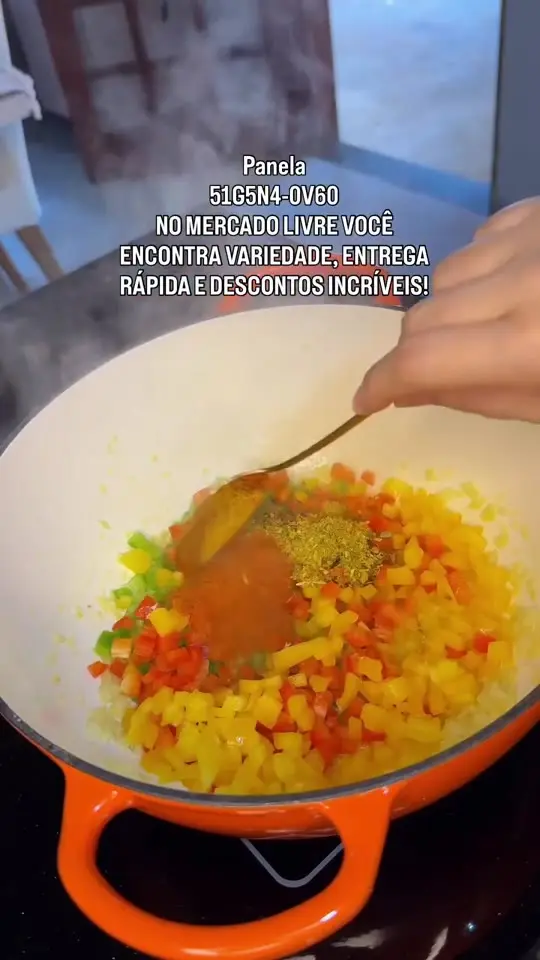 Panela
51G5N4-0V60
NO MERCADO LIVRE VOCÊ
ENCONTRA VARIEDADE, ENTREGA
RÁPIDA E DESCONTOS INCRÍVEIS!